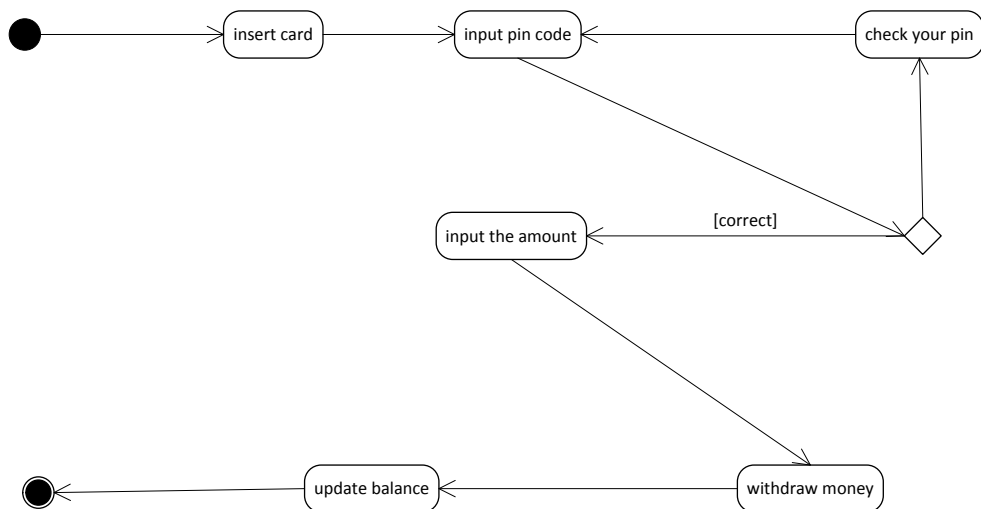 insert card
input pin code
check your pin
[correct]
input the amount
update balance
withdraw money